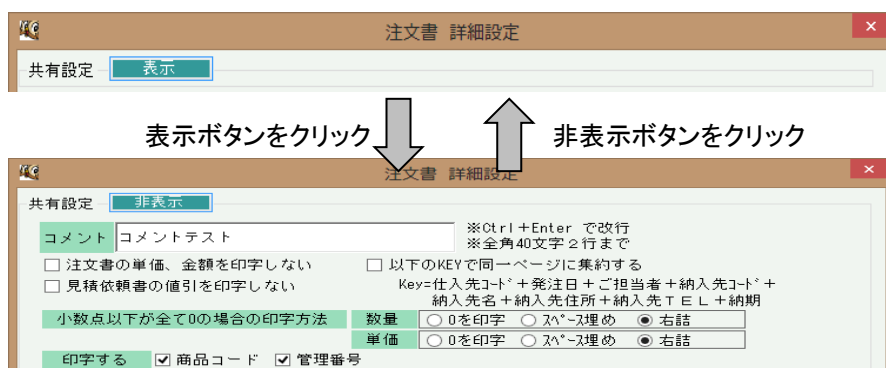 注文書 詳細設定
×
共有設定 表示
表示ボタンをクリック 非表示ボタンをクリック
注文書 詳細設定
×
共有設定 非表示
コメント コメントテスト ※Ctrl+Enter で改行
※全角40文字2行まで
注文書の単価、金額を印字しない 以下のKEYで同一ページに集約する
見積依頼書の値引を印字しない Key=仕入先ｺｰﾄﾞ+発注日+ご担当者+納入先ｺｰﾄﾞ+
納入先名+納入先住所+納入先TEL+納期
小数点以下が全て0の場合の印字方法 数量 0を印字 ｽﾍﾟｰｽ埋め 右詰
単価 0を印字 ｽﾍﾟｰｽ埋め 右詰
印字する 商品コード 管理番号